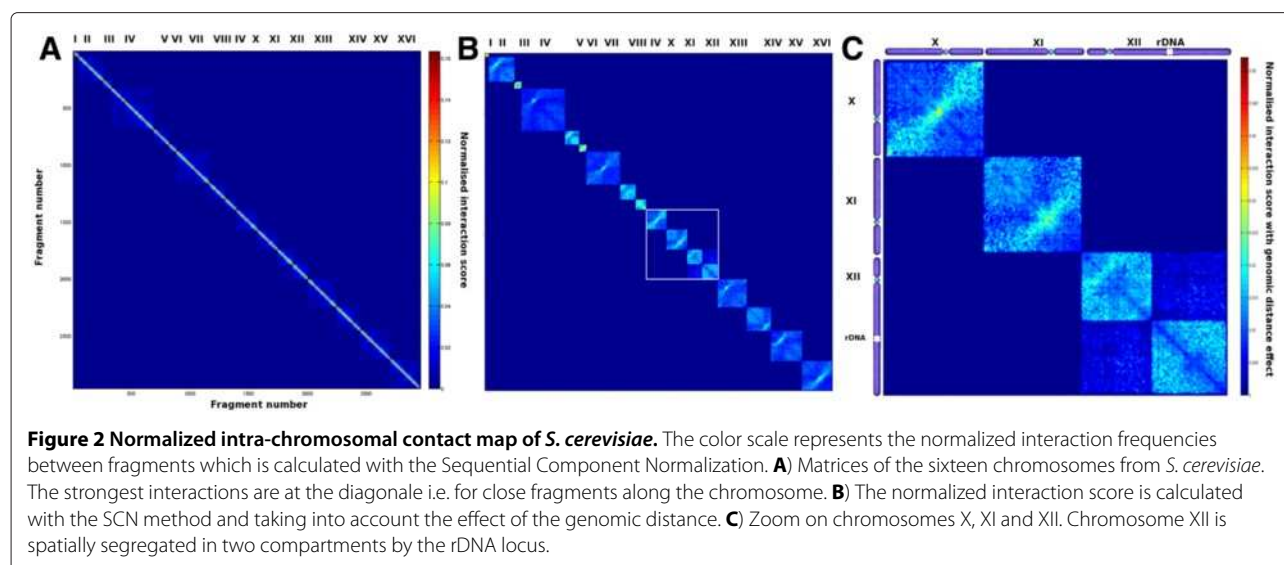 A
I II III IV V VI VII VIII IV X XI XII XIII XIV XV XVI
Fragment number
Fragment number
Normalised interaction score
500
1000
1500
2000
B
I II III IV V VI VII VIII IV X XI XII XIII XIV XV XVI
C
X XI XII rDNA
X
XI
XII
rDNA
Normalised interaction score with genomic distance effect
Figure 2 Normalized intra-chromosomal contact map of S. cerevisiae. The color scale represents the normalized interaction frequencies
between fragments which is calculated with the Sequential Component Normalization. A) Matrices of the sixteen chromosomes from S. cerevisiae.
The strongest interactions are at the diagonale i.e. for close fragments along the chromosome. B) The normalized interaction score is calculated
with the SCN method and taking into account the effect of the genomic distance. C) Zoom on chromosomes X, XI and XII. Chromosome XII is
spatially segregated in two compartments by the rDNA locus.